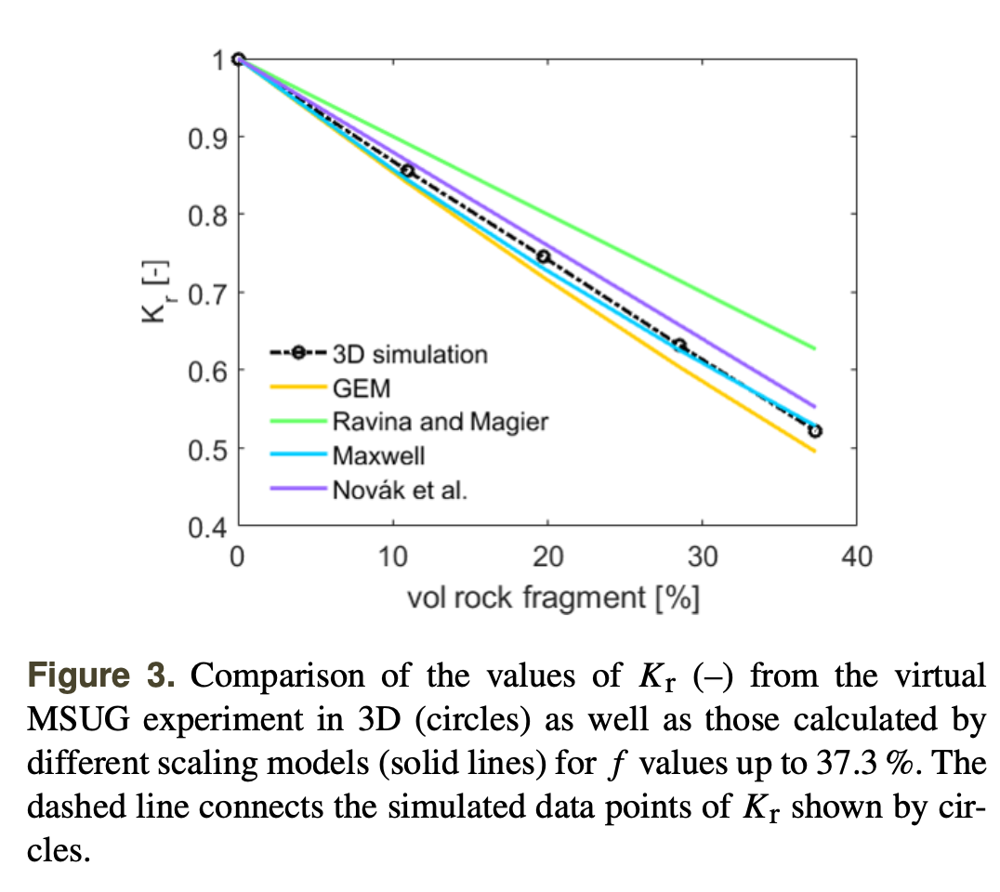 1
0.9
0.8
0.7
0.6
0.5
0.4
K_r [-]
3D simulation
GEM
Ravina and Magier
Maxwell
Novák et al.
0 10 20 30 40
vol rock fragment [%]
Figure 3. Comparison of the values of K_r (–) from the virtual
MSUG experiment in 3D (circles) as well as those calculated by
different scaling models (solid lines) for f values up to 37.3 %. The
dashed line connects the simulated data points of K_r shown by cir-
cles.